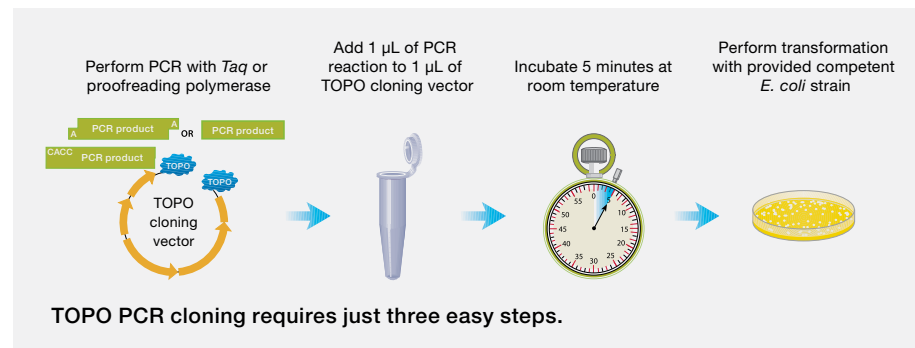 Perform PCR with Taq or
proofreading polymerase
Add 1 µL of PCR
reaction to 1 µL of
TOPO cloning vector
Incubate 5 minutes at
room temperature
Perform transformation
with provided competent
E. coli strain
A PCR product A
OR
PCR product
CACC PCR product
TOPO
TOPO
TOPO
cloning
vector
0
5
10
15
20
25
30
35
40
45
50
55
TOPO PCR cloning requires just three easy steps.